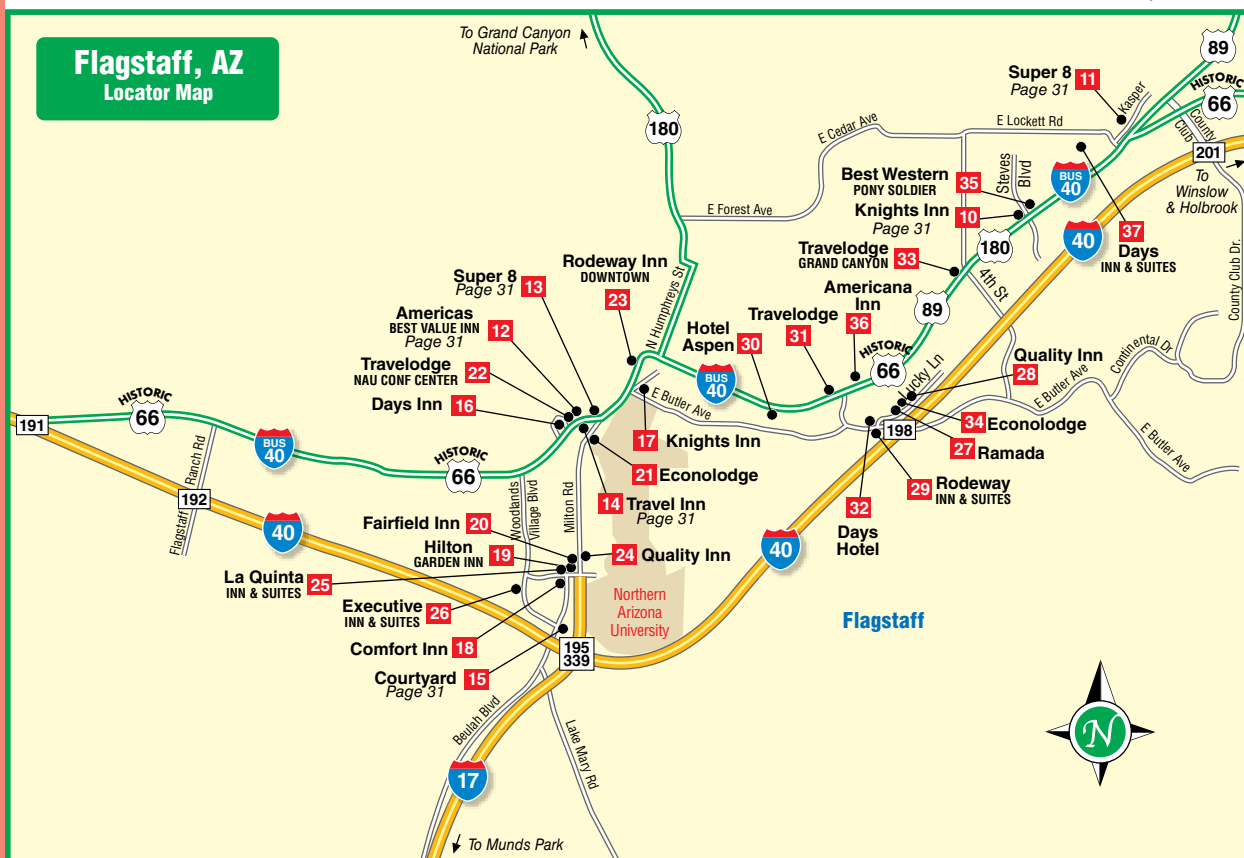 Flagstaff, AZ
Locator Map
To Grand Canyon
National Park
89
HISTORIC
66
Super 8 11
Page 31
Kasper
E Lockett Rd
County
Club
201
To
Winslow
& Holbrook
180
E Cedar Ave
Steves
Blvd
BUS
40
Best Western 35
PONY SOLDIER
Knights Inn 10
Page 31
E Forest Ave
180
40
37
Days
INN & SUITES
County Club Dr.
Travelodge 33
GRAND CANYON
4th St
89
Rodeway Inn
DOWNTOWN
23
N Humphreys St
Super 8 13
Page 31
Americas
BEST VALUE INN 12
Page 31
Travelodge 22
NAU CONF CENTER
Days Inn 16
Americana
Inn
36
Travelodge
31
Hotel
Aspen 30
BUS
40
HISTORIC
66
ucky Ln
Quality Inn
28
E Butler Ave
Continental Dr
E Butler Ave
E Butler Ave
198
34 Econolodge
27 Ramada
29 Rodeway
INN & SUITES
32
Days
Hotel
191
HISTORIC
66
BUS
40
Flagstaff Ranch Rd
192
40
HISTORIC
66
Woodlands
Village Blvd
Milton Rd
17 Knights Inn
21 Econolodge
14 Travel Inn
Page 31
Fairfield Inn 20
Hilton 19
GARDEN INN
24 Quality Inn
La Quinta 25
INN & SUITES
Executive 26
INN & SUITES
Comfort Inn 18
Courtyard 15
Page 31
40
Northern
Arizona
University
Flagstaff
195
339
Beulah Blvd
Lake Mary Rd
17
To Munds Park
N